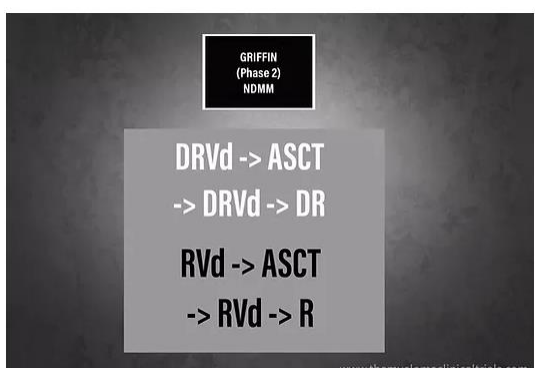 GRIFFIN
(Phase 2)
NDMM
DRVd -> ASCT
-> DRVd -> DR
RVd -> ASCT
-> RVd -> R